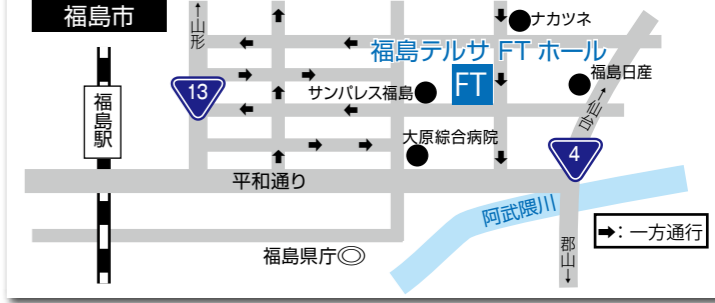 福島市
↑山形
ナカツネ
福島テルサ FT ホール
福島駅
13
サンパレス福島
FT
福島日産
↑仙台
大原綜合病院
4
平和通り
阿武隈川
福島県庁◎
郡山↓
➡：一方通行